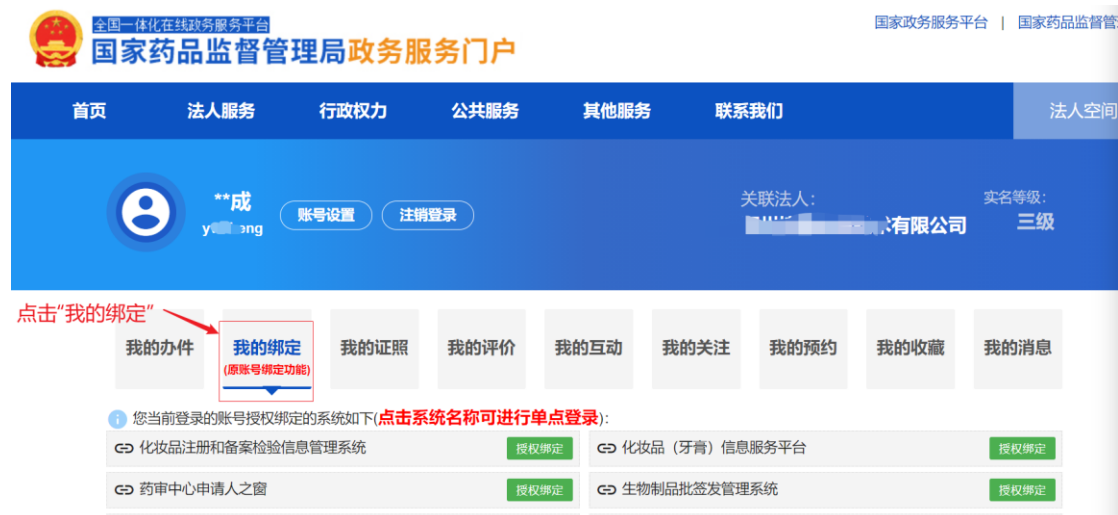 全国一体化在线政务服务平台
国家药品监督管理局政务服务门户
国家政务服务平台 | 国家药品监督管
首页 法人服务 行政权力 公共服务 其他服务 联系我们 法人空间
**成 账号设置 注销登录
关联法人: 实名等级:
有限公司 三级
点击“我的绑定”
我的办件 我的绑定 我的证照 我的评价 我的互动 我的关注 我的预约 我的收藏 我的消息
(原账号绑定功能)
您当前登录的账号授权绑定的系统如下(点击系统名称可进行单点登录):
化妆品注册和备案检验信息管理系统 授权绑定 化妆品（牙膏）信息服务平台 授权绑定
药审中心申请人之窗 授权绑定 生物制品批签发管理系统 授权绑定